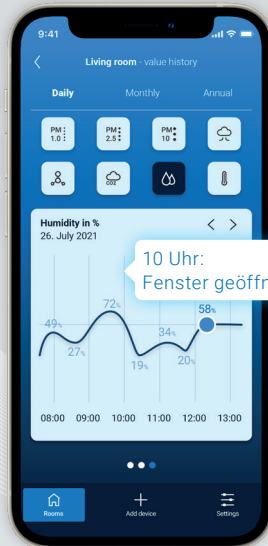 9:41
Living room - value history
Daily Monthly Annual
PM 1.0 PM 2.5 PM 10
CO2
Humidity in %
26. July 2021
10 Uhr:
Fenster geöffn
72%
58%
49%
34%
27%
20%
19%
08:00 09:00 10:00 11:00 12:00 13:00
Rooms Add device Settings